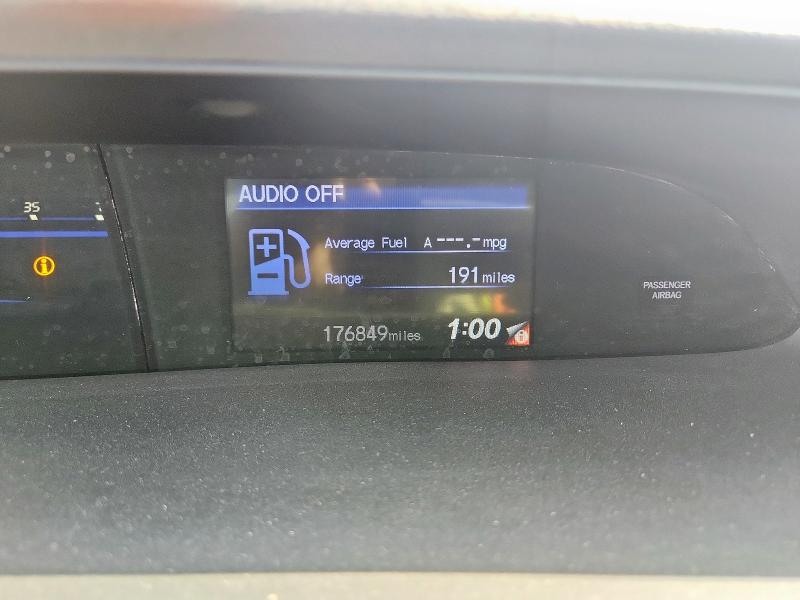 AUDIO OFF
35
Average Fuel A ---.- mpg
Range 191 miles
176849 miles 1:00
PASSENGER
AIRBAG